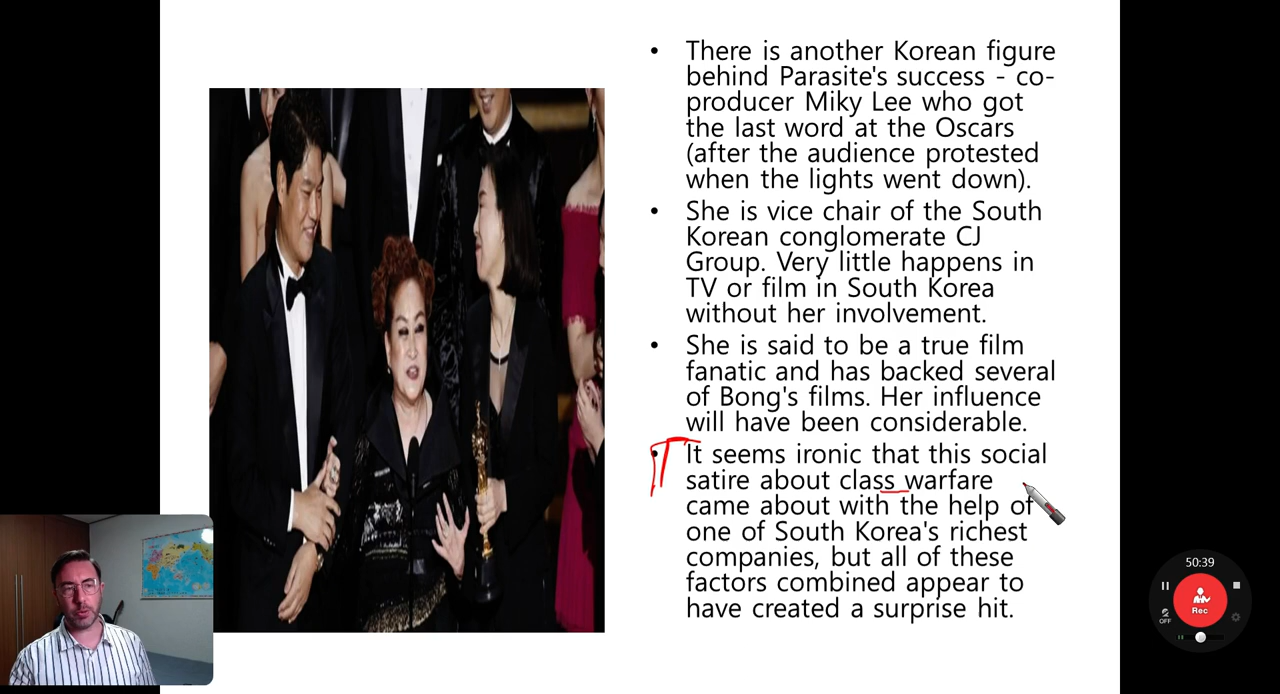 • There is another Korean figure
behind Parasite's success - co-
producer Miky Lee who got
the last word at the Oscars
(after the audience protested
when the lights went down).
• She is vice chair of the South
Korean conglomerate CJ
Group. Very little happens in
TV or film in South Korea
without her involvement.
• She is said to be a true film
fanatic and has backed several
of Bong's films. Her influence
will have been considerable.
• It seems ironic that this social
satire about class warfare
came about with the help of
one of South Korea's richest
companies, but all of these
factors combined appear to
have created a surprise hit.
50:39
Rec
OFF